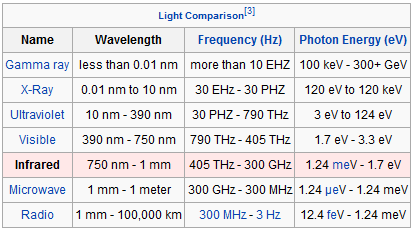 Light Comparison[3]
Name Wavelength Frequency (Hz) Photon Energy (eV)
Gamma ray less than 0.01 nm more than 10 EHZ 100 keV - 300+ GeV
X-Ray 0.01 nm to 10 nm 30 EHz - 30 PHZ 120 eV to 120 keV
Ultraviolet 10 nm - 390 nm 30 PHZ - 790 THz 3 eV to 124 eV
Visible 390 nm - 750 nm 790 THz - 405 THz 1.7 eV - 3.3 eV
Infrared 750 nm - 1 mm 405 THz - 300 GHz 1.24 meV - 1.7 eV
Microwave 1 mm - 1 meter 300 GHz - 300 MHz 1.24 µeV - 1.24 meV
Radio 1 mm - 100,000 km 300 MHz - 3 Hz 12.4 feV - 1.24 meV